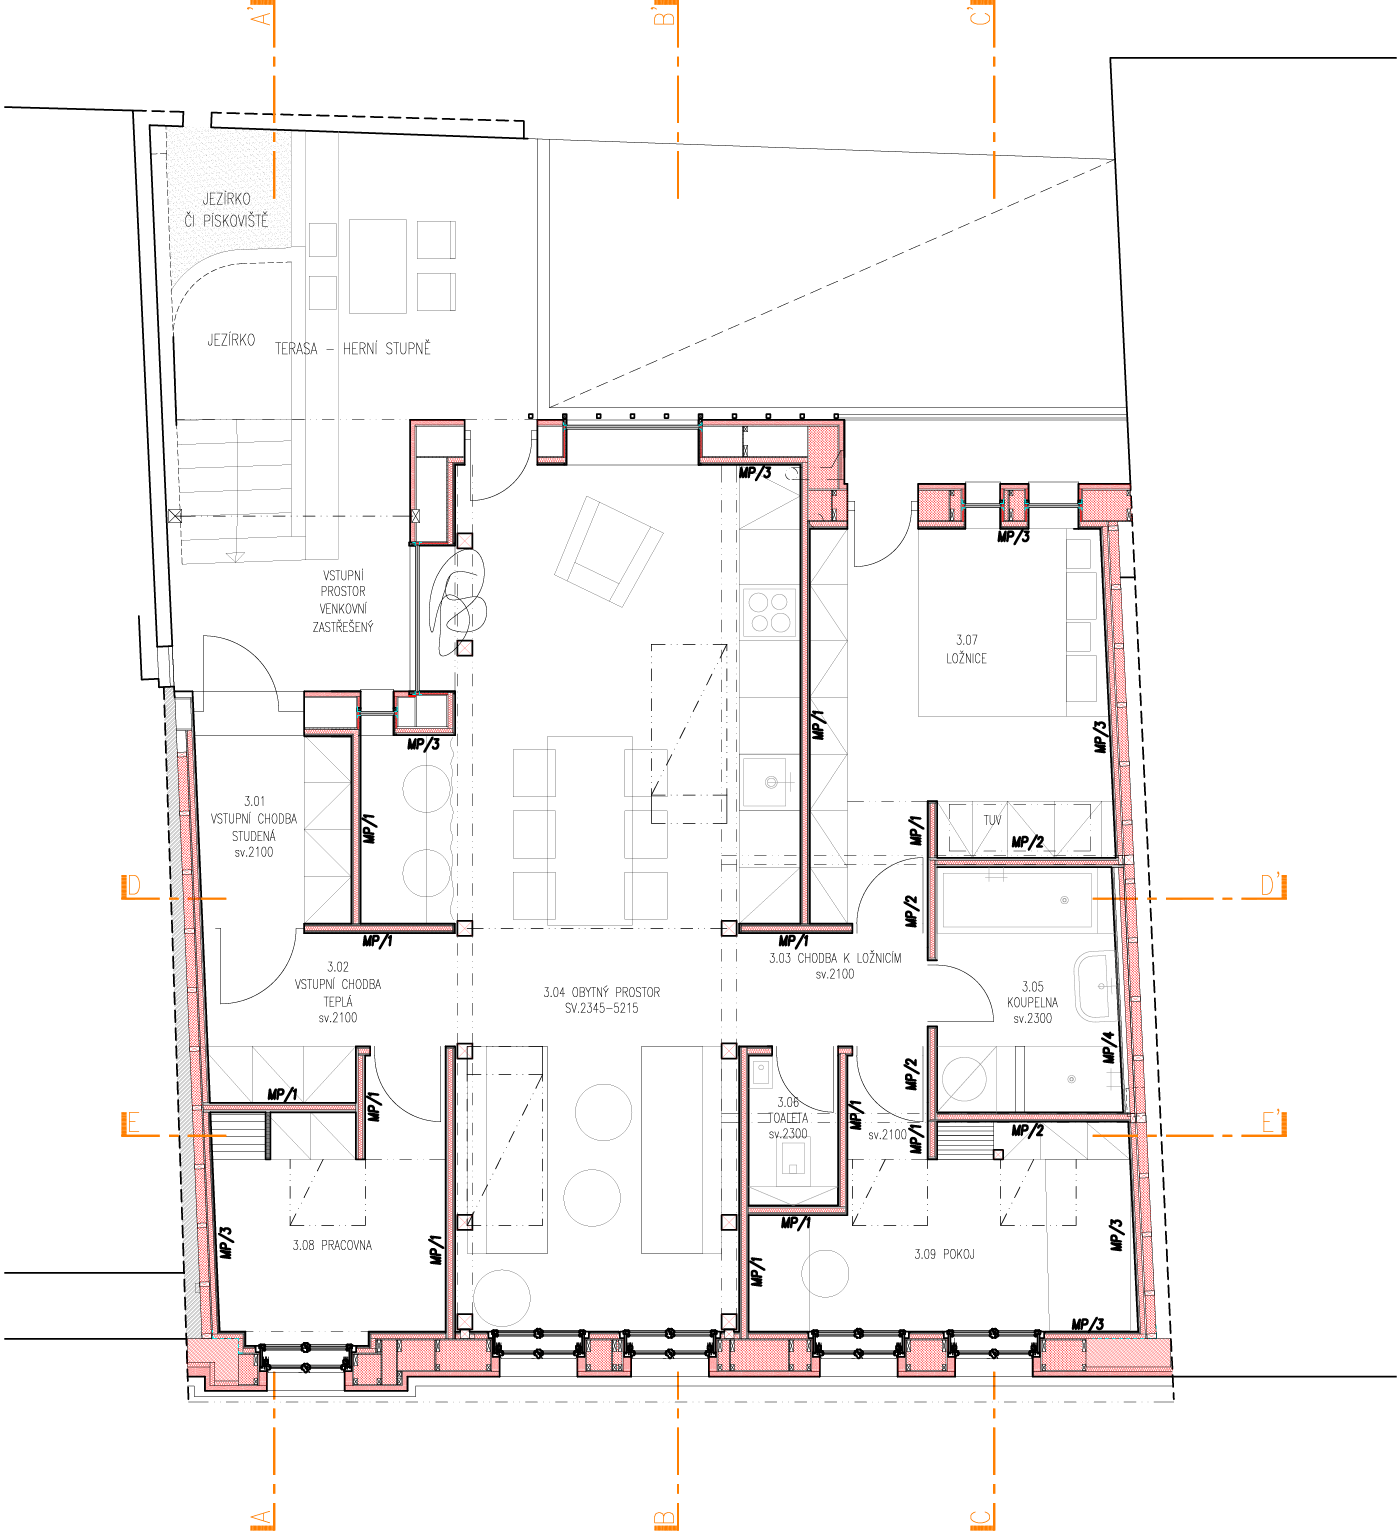 A'
B'
C'
JEZÍRKO
ČI PÍSKOVIŠTĚ
JEZÍRKO
TERASA – HERNÍ STUPNĚ
MP/3
MP/3
VSTUPNÍ
PROSTOR
VENKOVNÍ
ZASTŘEŠENÝ
3.07
LOŽNICE
MP/1
MP/3
MP/3
3.01
VSTUPNÍ CHODBA
STUDENÁ
sv.2100
MP/1
TUV
MP/1
MP/2
D
D'
MP/2
MP/1
MP/1
3.02
VSTUPNÍ CHODBA
TEPLÁ
sv.2100
3.03 CHODBA K LOŽNICÍM
sv.2100
3.04 OBYTNÝ PROSTOR
SV.2345–5215
3.05
KOUPELNA
sv.2300
MP/4
MP/2
MP/1
MP/1
3.06
TOALETA
sv.2300
MP/1
sv.2100
MP/1
MP/2
E
E'
MP/3
3.08 PRACOVNA
MP/1
MP/1
MP/1
3.09 POKOJ
MP/3
MP/3
A
B
C